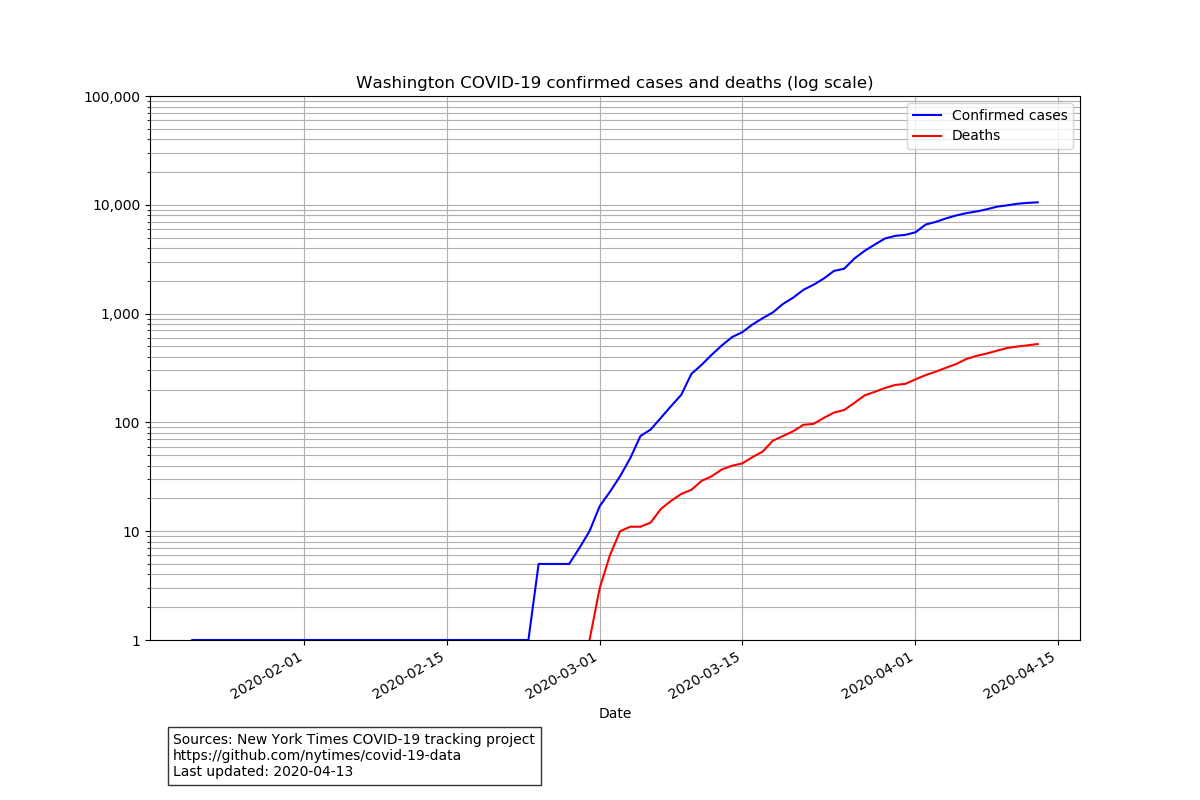 Washington COVID-19 confirmed cases and deaths (log scale)
100,000
10,000
1,000
100
10
1
Confirmed cases
Deaths
2020-02-01
2020-02-15
2020-03-01
2020-03-15
2020-04-01
2020-04-15
Date
Sources: New York Times COVID-19 tracking project
https://github.com/nytimes/covid-19-data
Last updated: 2020-04-13